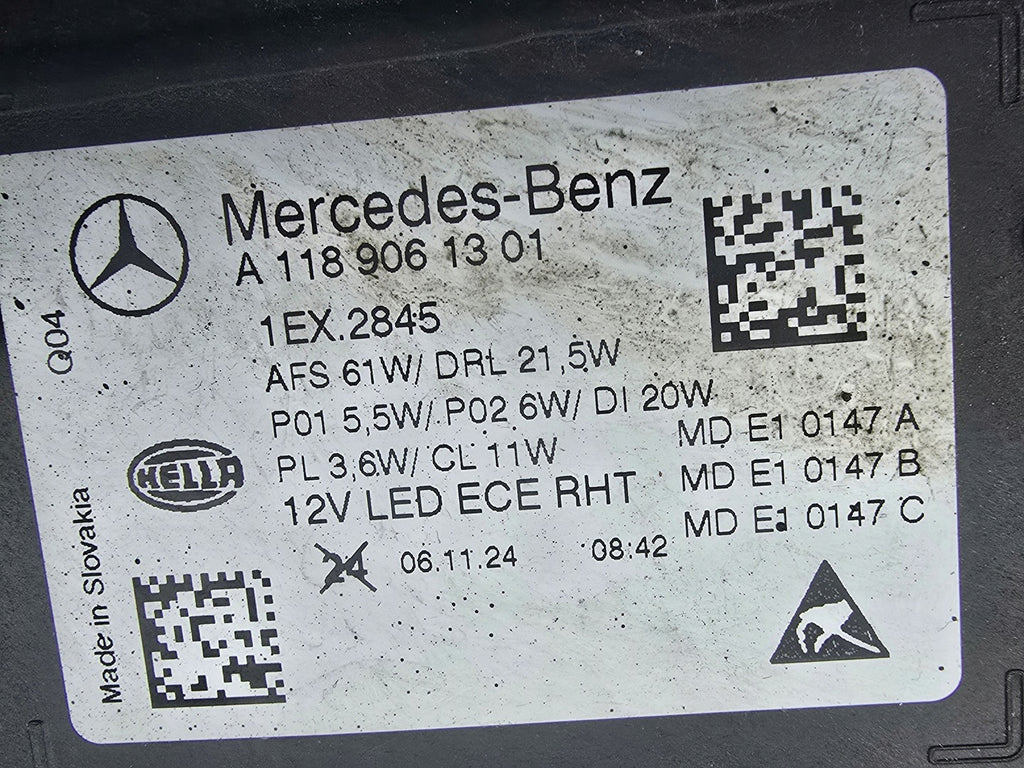 Mercedes-Benz
A 118 906 13 01
1EX.2845
AFS 61W/ DRL 21,5W
P01 5,5W/ P02 6W/ DI 20W
PL 3,6W/ CL 11W
12V LED ECE RHT
MD E1 0147 A
MD E1 0147 B
MD E1 0147 C
24 06.11.24 08:42
Q04
HELLA
Made in Slovakia